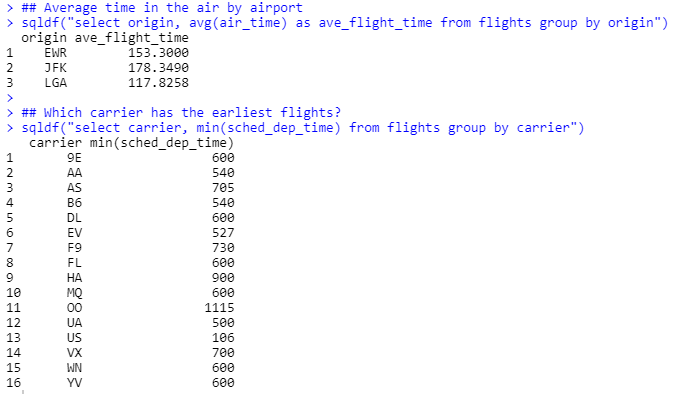 > ## Average time in the air by airport
> sqldf("select origin, avg(air_time) as ave_flight_time from flights group by origin")
  origin ave_flight_time
1    EWR        153.3000
2    JFK        178.3490
3    LGA        117.8258
>
> ## Which carrier has the earliest flights?
> sqldf("select carrier, min(sched_dep_time) from flights group by carrier")
   carrier min(sched_dep_time)
1       9E                 600
2       AA                 540
3       AS                 705
4       B6                 540
5       DL                 600
6       EV                 527
7       F9                 730
8       FL                 600
9       HA                 900
10      MQ                 600
11      OO                1115
12      UA                 500
13      US                 106
14      VX                 700
15      WN                 600
16      YV                 600